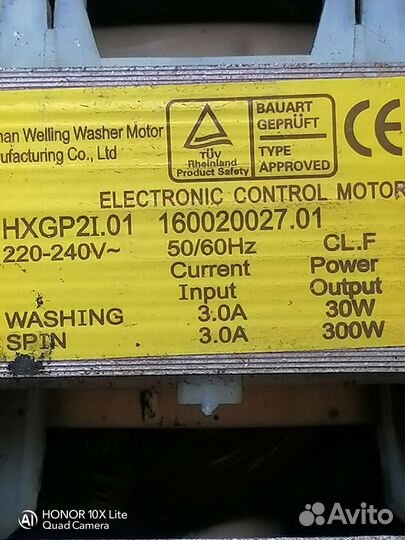 Welling Washer Motor
Co., Ltd
TÜV
Rheinland
Product Safety
BAUART
GEPRÜFT
TYPE
APPROVED
CE
ELECTRONIC CONTROL MOTOR
HXGP2I.01 160020027.01
220-240V~ 50/60Hz CL.F
Current Power
Input Output
WASHING 3.0A 30W
SPIN 3.0A 300W
AI
HONOR 10X Lite
Quad Camera
Avito